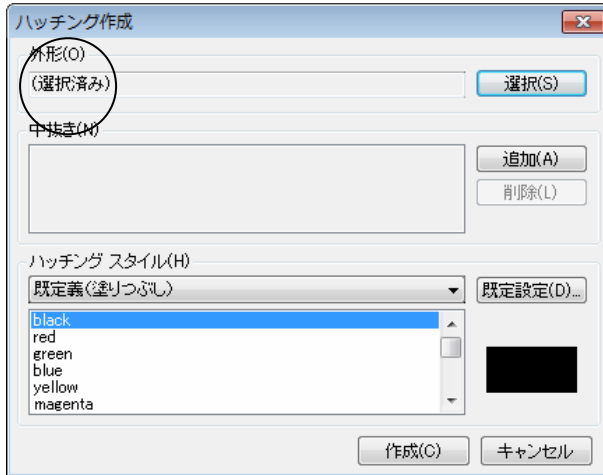 ハッチング作成
外形(O)
(選択済み)
選択(S)
中抜き(N)
追加(A)
削除(L)
ハッチング スタイル(H)
既定義(塗りつぶし)
既定設定(D)...
black
red
green
blue
yellow
magenta
作成(C)
キャンセル